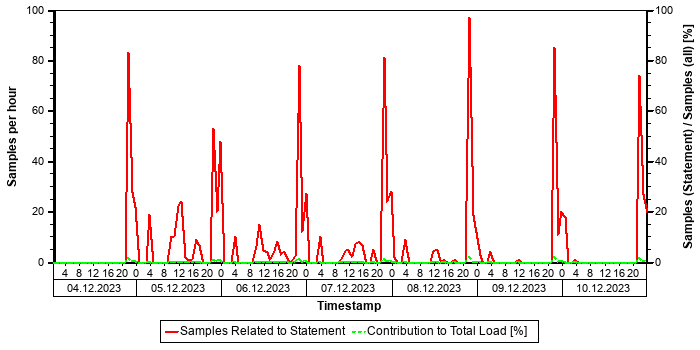 100 100
80 80
60 60
40 40
20 20
0 0
Samples per hour
Samples (Statement) / Samples (all) [%]
4 8 12 16 20 0 4 8 12 16 20 0 4 8 12 16 20 0 4 8 12 16 20 0 4 8 12 16 20 0 4 8 12 16 20 0 4 8 12 16 20
04.12.2023 05.12.2023 06.12.2023 07.12.2023 08.12.2023 09.12.2023 10.12.2023
Timestamp
Samples Related to Statement Contribution to Total Load [%]